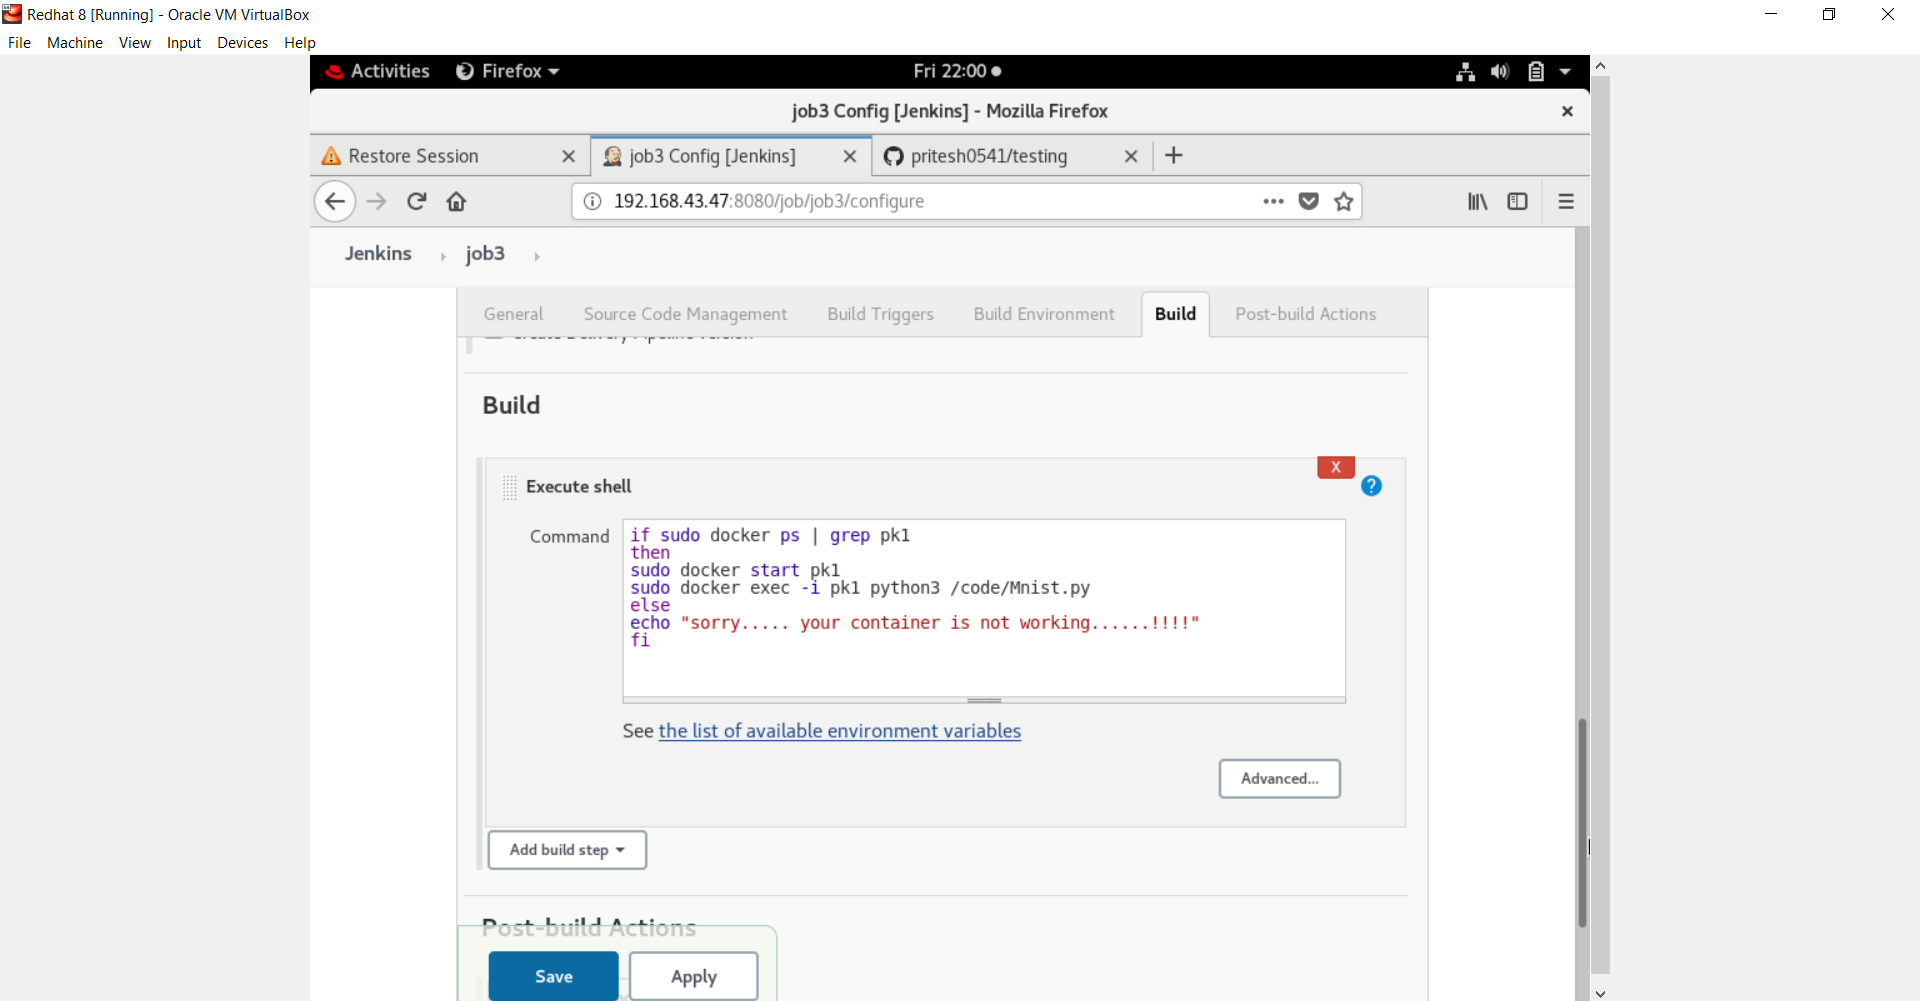 Redhat 8 [Running] - Oracle VM VirtualBox
File Machine View Input Devices Help
Activities Firefox Fri 22:00
job3 Config [Jenkins] - Mozilla Firefox
Restore Session job3 Config [Jenkins] pritesh0541/testing
192.168.43.47:8080/job/job3/configure
Jenkins job3
General Source Code Management Build Triggers Build Environment Build Post-build Actions
Create Delivery Pipeline version
Build
X
Execute shell
Command
if sudo docker ps | grep pk1
then
sudo docker start pk1
sudo docker exec -i pk1 python3 /code/Mnist.py
else
echo "sorry..... your container is not working......!!!!"
fi
See the list of available environment variables
Advanced...
Add build step
Post-build Actions
Save Apply